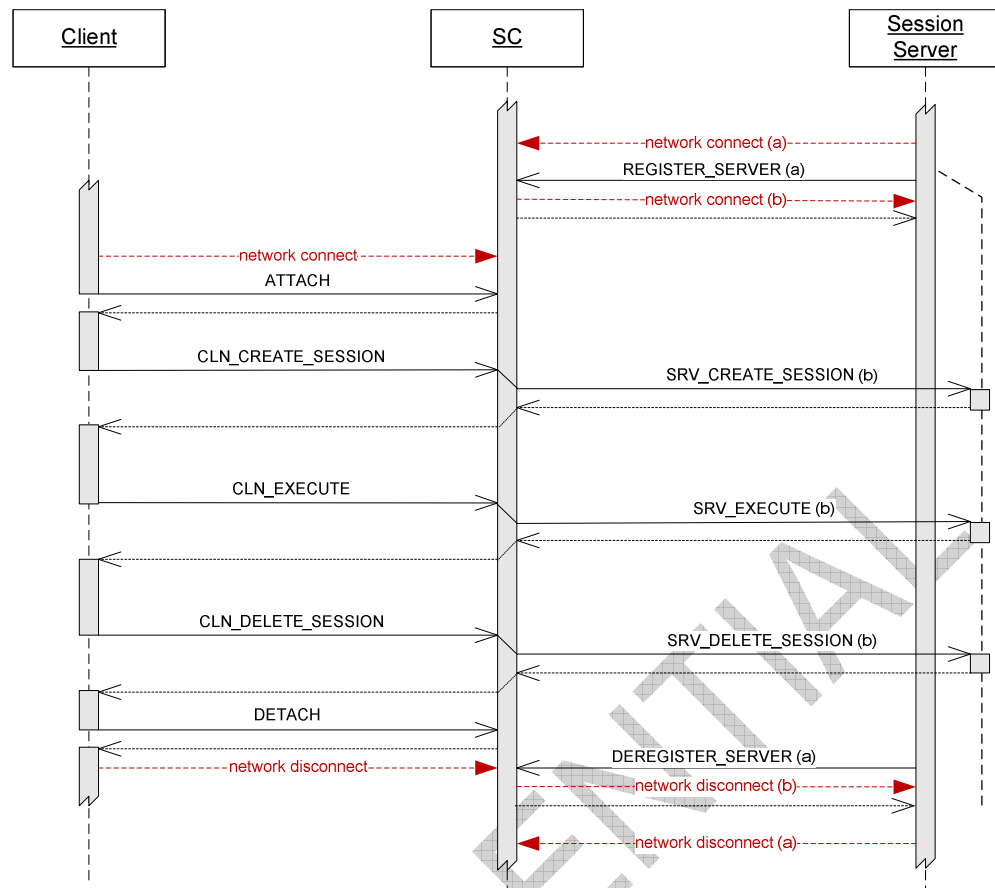 Client
SC
Session
Server
network connect (a)
REGISTER_SERVER (a)
network connect (b)
network connect
ATTACH
CLN_CREATE_SESSION
SRV_CREATE_SESSION (b)
CLN_EXECUTE
SRV_EXECUTE (b)
CLN_DELETE_SESSION
SRV_DELETE_SESSION (b)
DETACH
DEREGISTER_SERVER (a)
network disconnect
network disconnect (b)
network disconnect (a)
ENTIAL